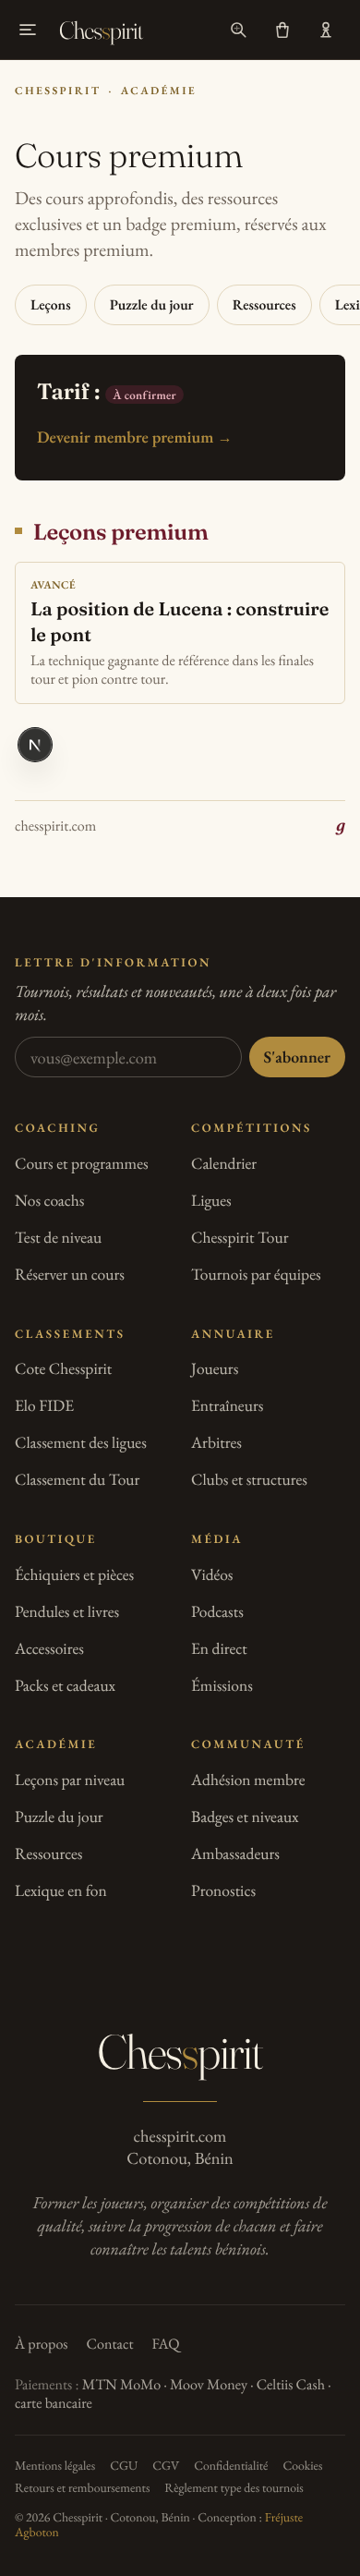 Chesspirit
CHESSPIRIT · ACADÉMIE
Cours premium
Des cours approfondis, des ressources
exclusives et un badge premium, réservés aux
membres premium.
Leçons
Puzzle du jour
Ressources
Lexi
Tarif : À confirmer
Devenir membre premium →
Leçons premium
AVANCÉ
La position de Lucena : construire
le pont
La technique gagnante de référence dans les finales
tour et pion contre tour.
N
chesspirit.com
g
LETTRE D'INFORMATION
Tournois, résultats et nouveautés, une à deux fois par
mois.
vous@exemple.com
S'abonner
COACHING
Cours et programmes
Nos coachs
Test de niveau
Réserver un cours
COMPÉTITIONS
Calendrier
Ligues
Chesspirit Tour
Tournois par équipes
CLASSEMENTS
Cote Chesspirit
Elo FIDE
Classement des ligues
Classement du Tour
ANNUAIRE
Joueurs
Entraîneurs
Arbitres
Clubs et structures
BOUTIQUE
Échiquiers et pièces
Pendules et livres
Accessoires
Packs et cadeaux
MÉDIA
Vidéos
Podcasts
En direct
Émissions
ACADÉMIE
Leçons par niveau
Puzzle du jour
Ressources
Lexique en fon
COMMUNAUTÉ
Adhésion membre
Badges et niveaux
Ambassadeurs
Pronostics
Chesspirit
chesspirit.com
Cotonou, Bénin
Former les joueurs, organiser des compétitions de
qualité, suivre la progression de chacun et faire
connaître les talents béninois.
À propos Contact FAQ
Paiements : MTN MoMo · Moov Money · Celtiis Cash ·
carte bancaire
Mentions légales CGU CGV Confidentialité Cookies
Retours et remboursements Règlement type des tournois
© 2026 Chesspirit · Cotonou, Bénin · Conception : Fréjuste
Agboton